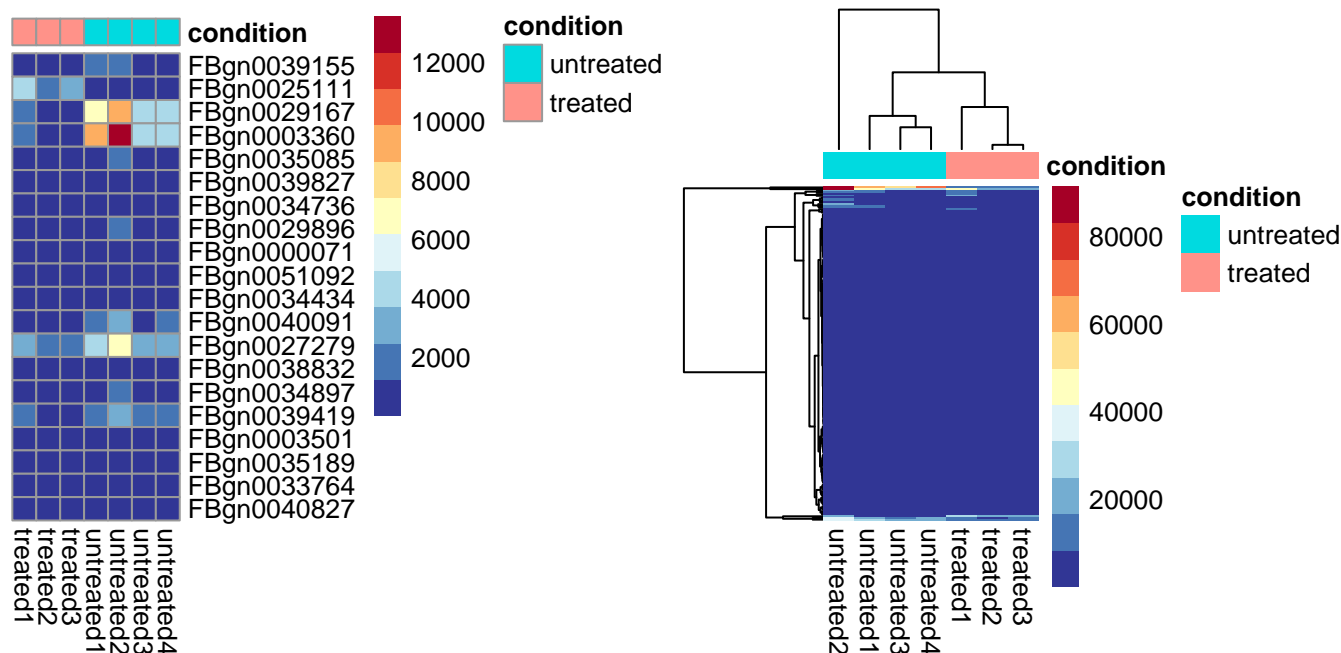 condition
FBgn0039155
FBgn0025111
FBgn0029167
FBgn0003360
FBgn0035085
FBgn0039827
FBgn0034736
FBgn0029896
FBgn0000071
FBgn0051092
FBgn0034434
FBgn0040091
FBgn0027279
FBgn0038832
FBgn0034897
FBgn0039419
FBgn0003501
FBgn0035189
FBgn0033764
FBgn0040827
treated1
treated2
treated3
untreated1
untreated2
untreated3
untreated4
12000
10000
8000
6000
4000
2000
condition
untreated
treated
condition
untreated2
untreated1
untreated3
untreated4
treated1
treated2
treated3
80000
60000
40000
20000
condition
untreated
treated